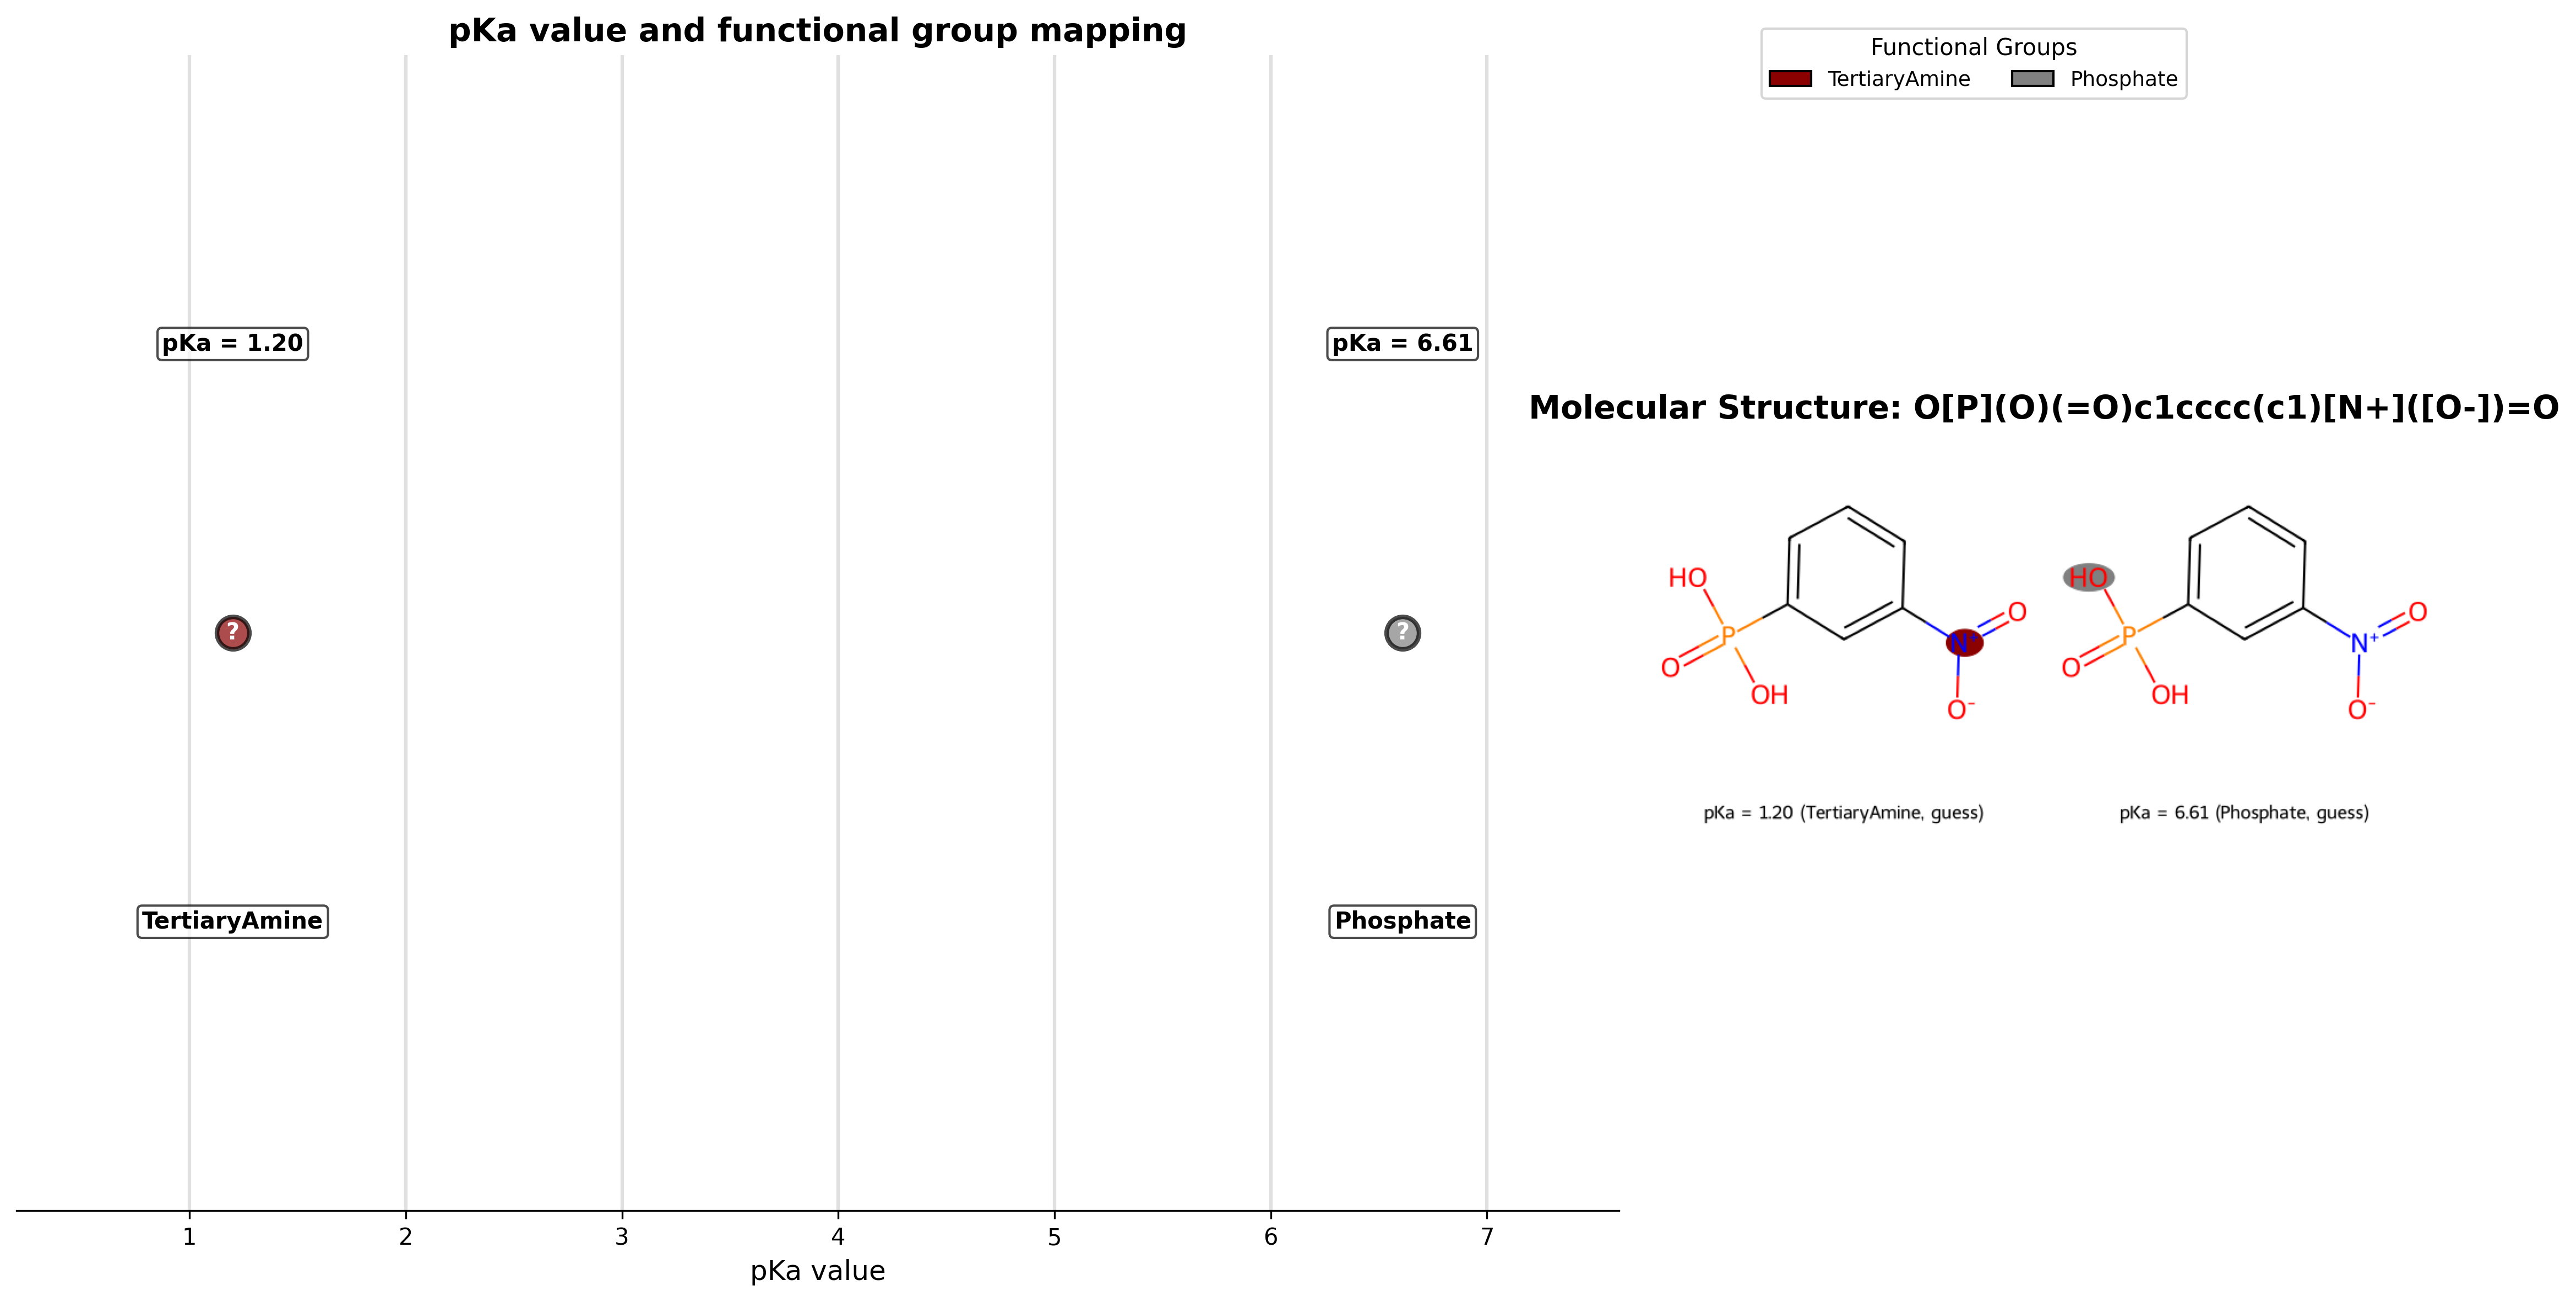 pKa value and functional group mapping
Functional Groups
TertiaryAmine
Phosphate
pKa = 1.20
pKa = 6.61
Molecular Structure: O[P](O)(=O)c1cccc(c1)[N+]([O-])=O
?
?
HO
P
O
OH
N⁺
O
O⁻
HO
P
O
OH
N⁺
O
O⁻
pKa = 1.20 (TertiaryAmine, guess)
pKa = 6.61 (Phosphate, guess)
TertiaryAmine
Phosphate
1 2 3 4 5 6 7
pKa value